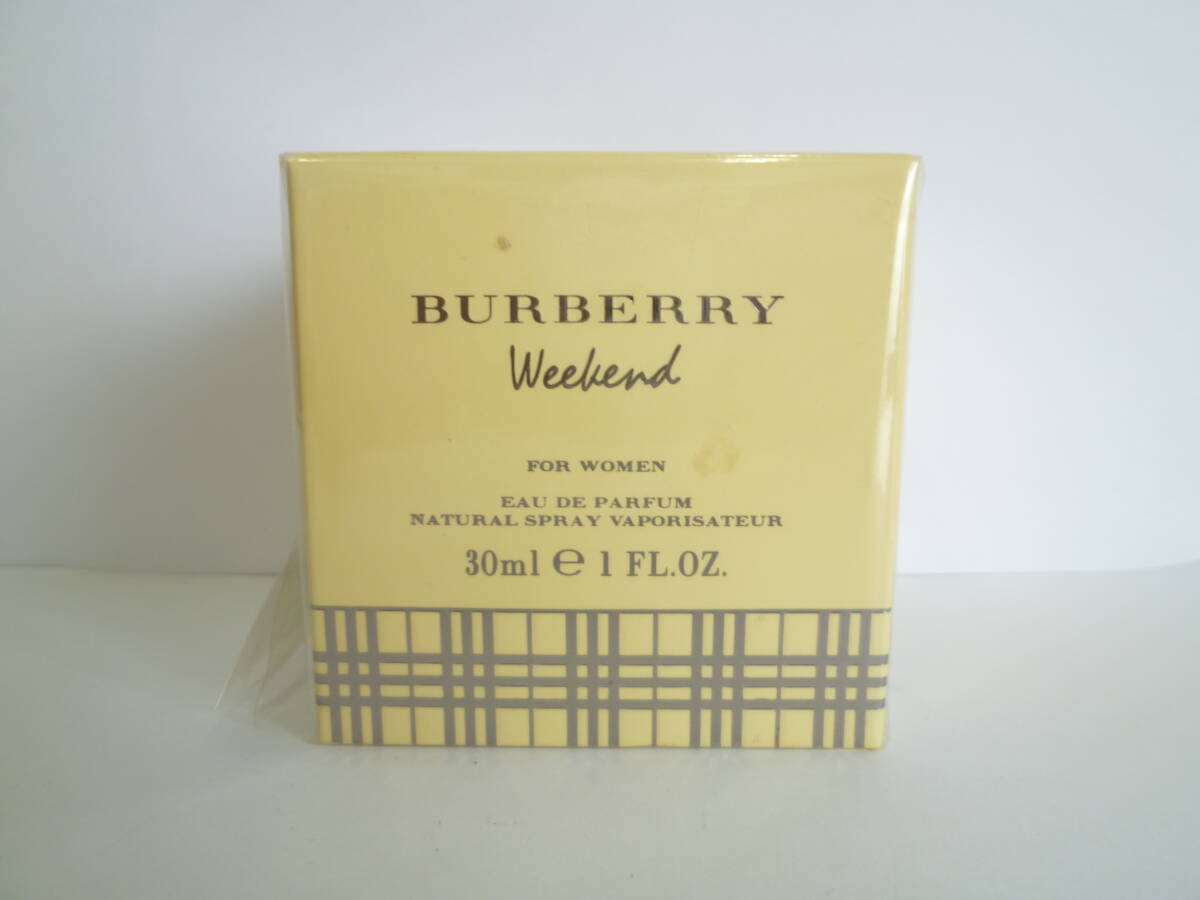 BURBERRY
Weekend
FOR WOMEN
EAU DE PARFUM
NATURAL SPRAY VAPORISATEUR
30ml ℮ 1 FL.OZ.